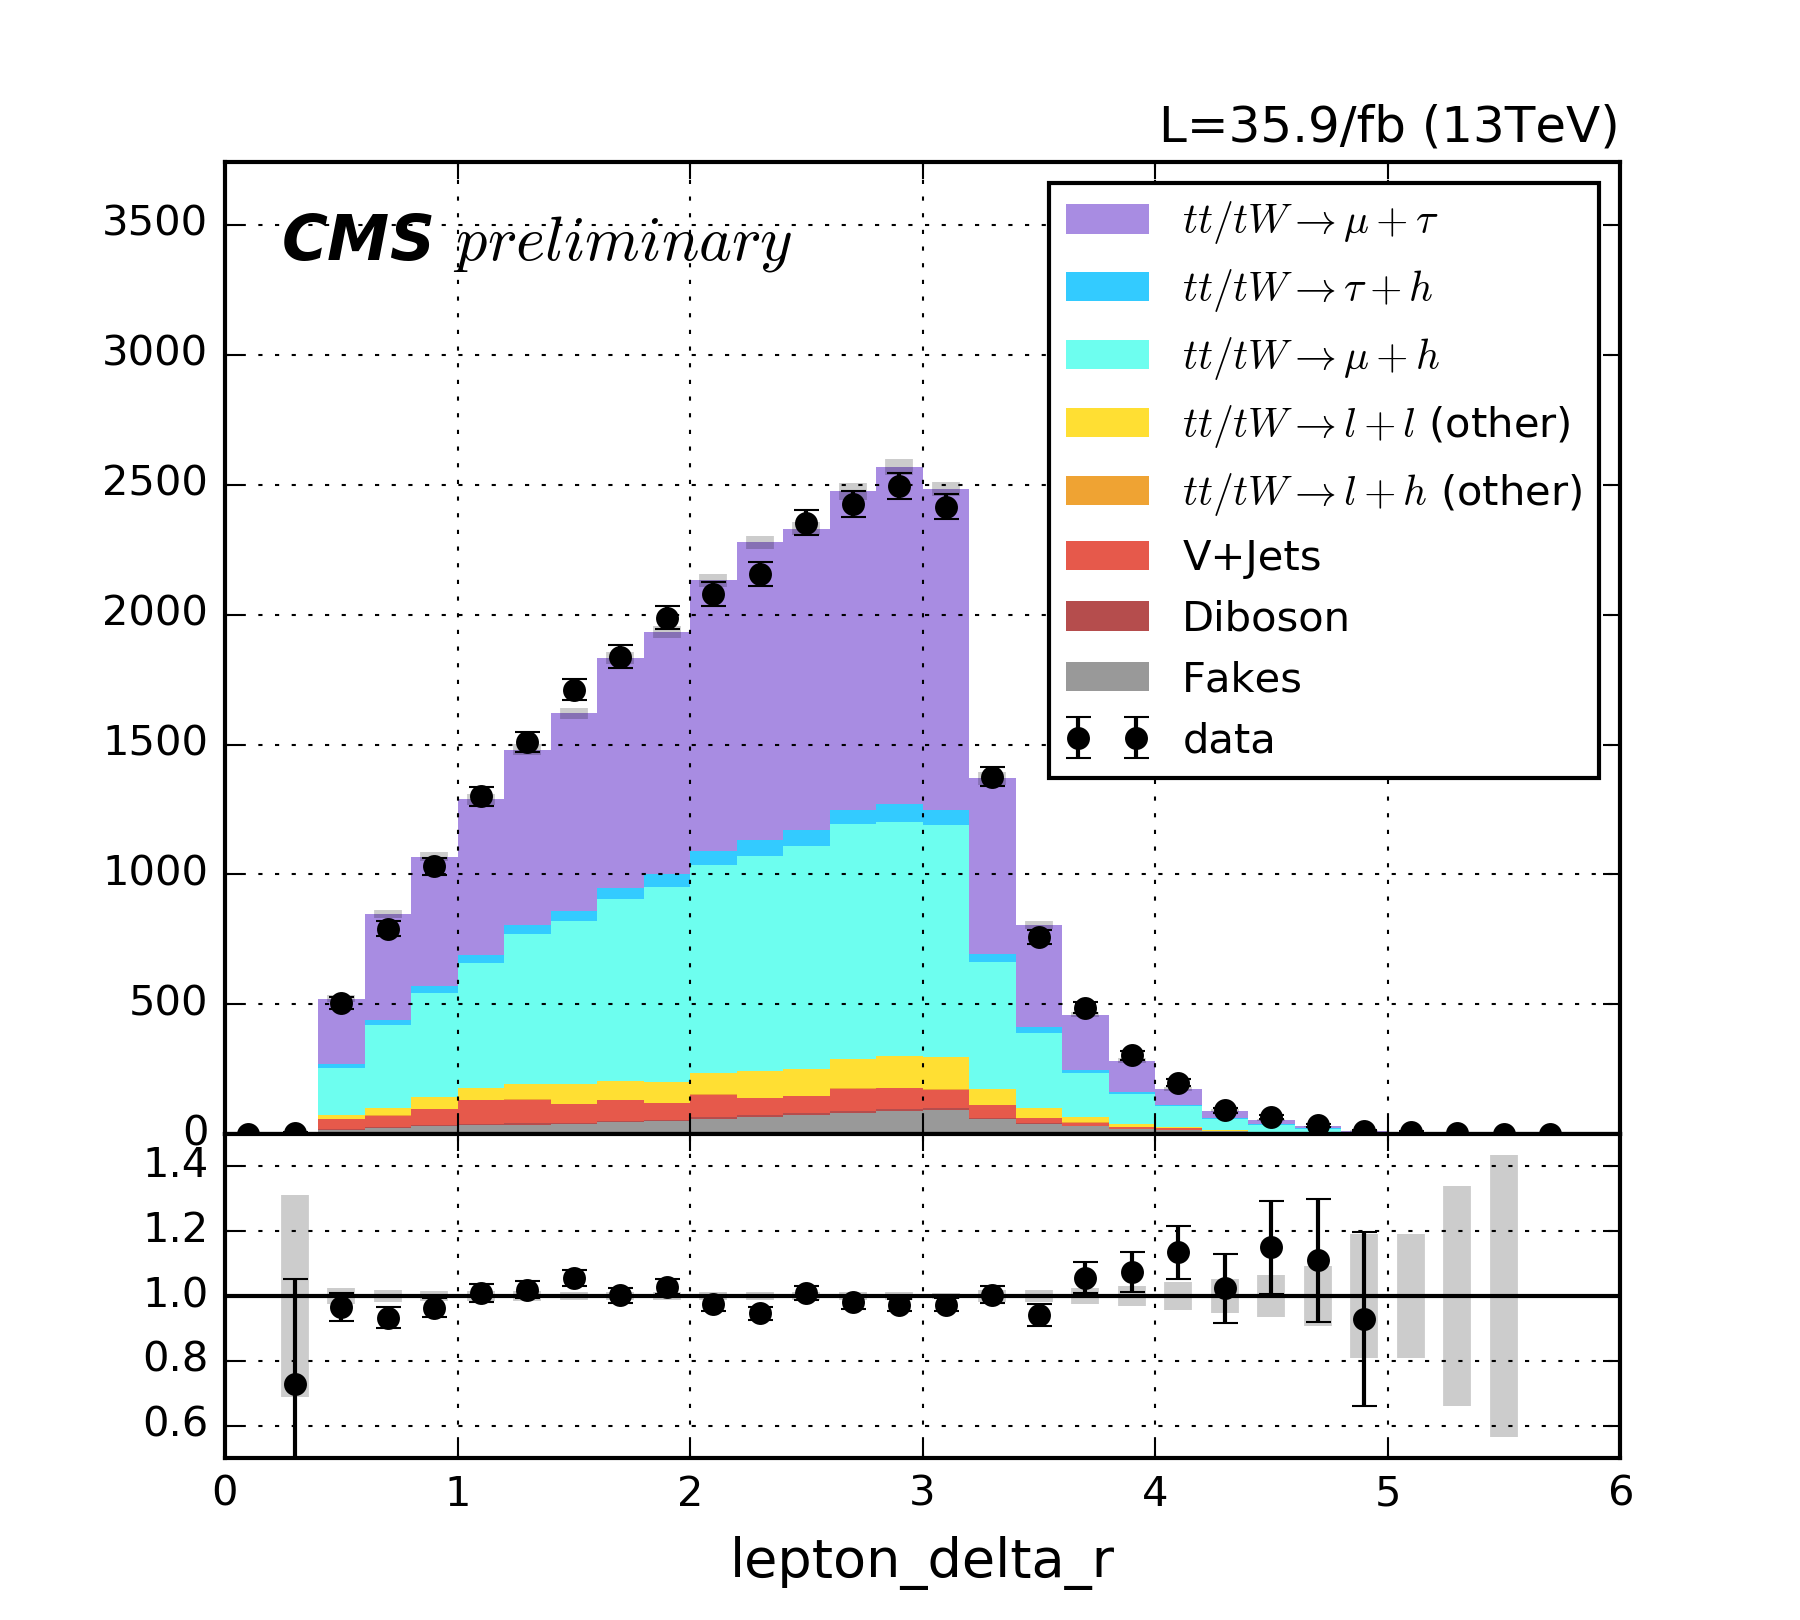 L=35.9/fb (13TeV)
CMS preliminary
3500
3000
2500
2000
1500
1000
500
0
tt/tW→μ+τ
tt/tW→τ+h
tt/tW→μ+h
tt/tW→l+l (other)
tt/tW→l+h (other)
V+Jets
Diboson
Fakes
data
1.4
1.2
1.0
0.8
0.6
0 1 2 3 4 5 6
lepton_delta_r